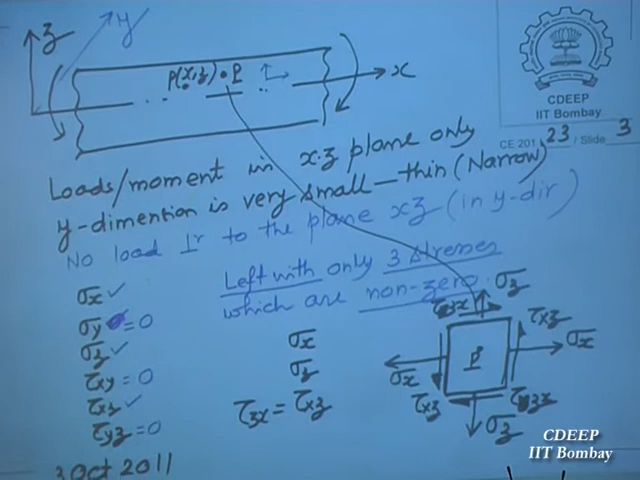 z
y
x
P(x,z) P
CDEEP
IIT Bombay
CE 201 23 / Slide 3
Loads/moment in x.z plane only
y-dimention is very small - thin (Narrow)
No load ⊥r to the plane xz (in y-dir)
Left with only 3 stresses
which are non-zero.
σx ✓
σy = 0
σz ✓
τxy = 0
τxz ✓
τyz = 0
σx
σz
τzx = τxz
τzx σz
τxz
σx
P
σx
τxz
τzx
σz
3 Oct 2011
CDEEP
IIT Bombay